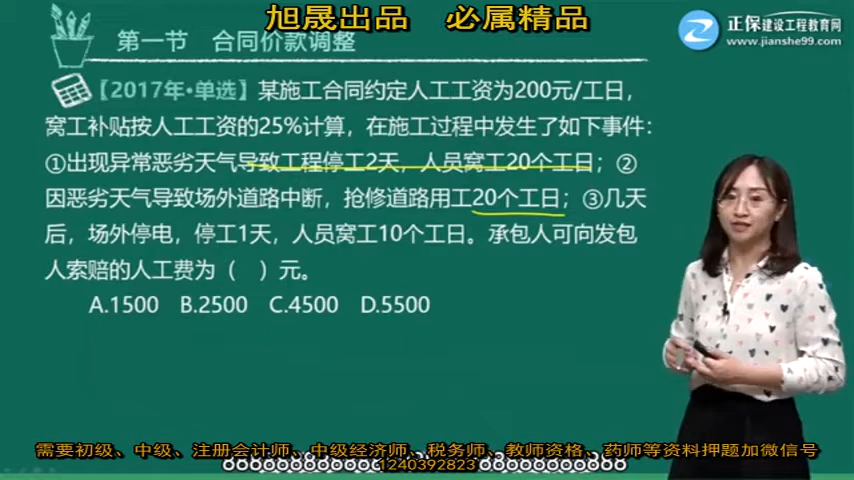 旭晟出品 必属精品
正保建设工程教育网
www.jianshe99.com
第一节 合同价款调整
【2017年·单选】某施工合同约定人工工资为200元/工日,
窝工补贴按人工工资的25%计算，在施工过程中发生了如下事件:
①出现异常恶劣天气导致工程停工2天，人员窝工20个工日；②
因恶劣天气导致场外道路中断，抢修道路用工20个工日；③几天
后，场外停电，停工1天，人员窝工10个工日。承包人可向发包
人索赔的人工费为（ ）元。
A.1500 B.2500 C.4500 D.5500
需要初级、中级、注册会计师、中级经济师、税务师、教师资格、药师等资料押题加微信号
1240392823